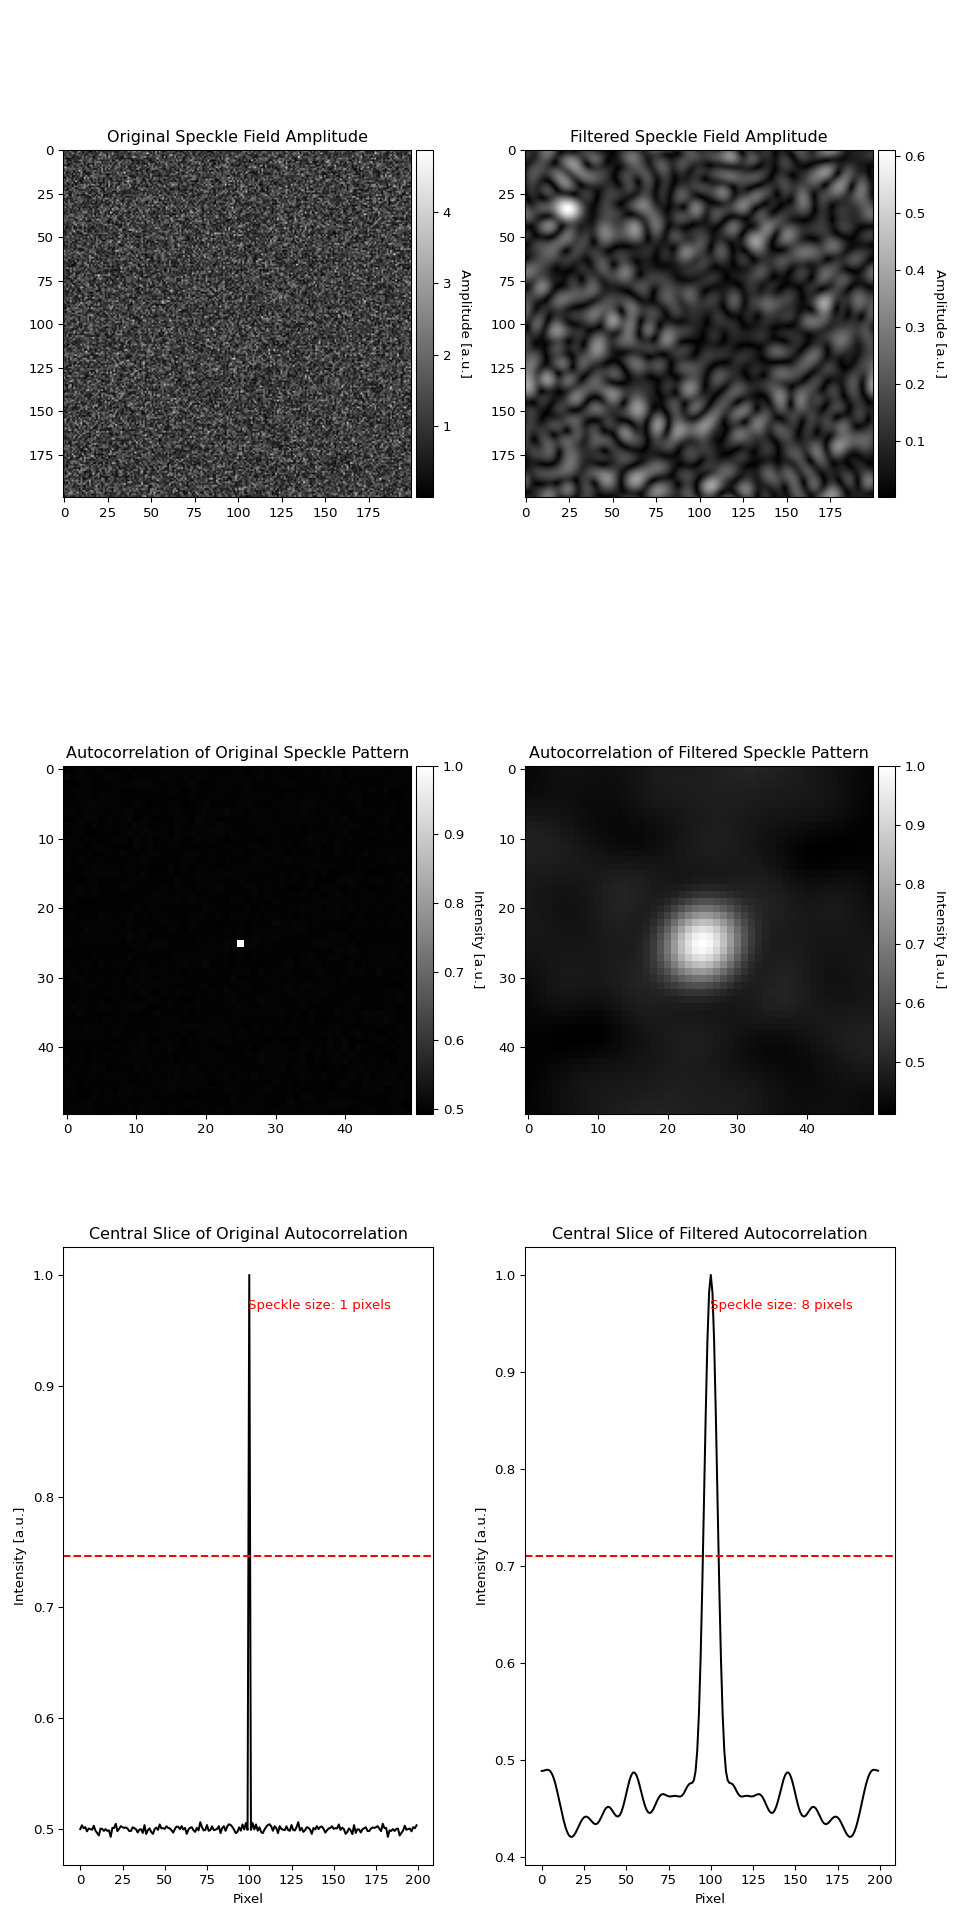 Original Speckle Field Amplitude
0
25
50
75
100
125
150
175
0 25 50 75 100 125 150 175
4
3
2
1
Amplitude [a.u.]
Filtered Speckle Field Amplitude
0
25
50
75
100
125
150
175
0 25 50 75 100 125 150 175
0.6
0.5
0.4
0.3
0.2
0.1
Amplitude [a.u.]
Autocorrelation of Original Speckle Pattern
0
10
20
30
40
0 10 20 30 40
1.0
0.9
0.8
0.7
0.6
0.5
Intensity [a.u.]
Autocorrelation of Filtered Speckle Pattern
0
10
20
30
40
0 10 20 30 40
1.0
0.9
0.8
0.7
0.6
0.5
Intensity [a.u.]
Central Slice of Original Autocorrelation
Intensity [a.u.]
1.0
0.9
0.8
0.7
0.6
0.5
Speckle size: 1 pixels
0 25 50 75 100 125 150 175 200
Pixel
Central Slice of Filtered Autocorrelation
Intensity [a.u.]
1.0
0.9
0.8
0.7
0.6
0.5
0.4
Speckle size: 8 pixels
0 25 50 75 100 125 150 175 200
Pixel